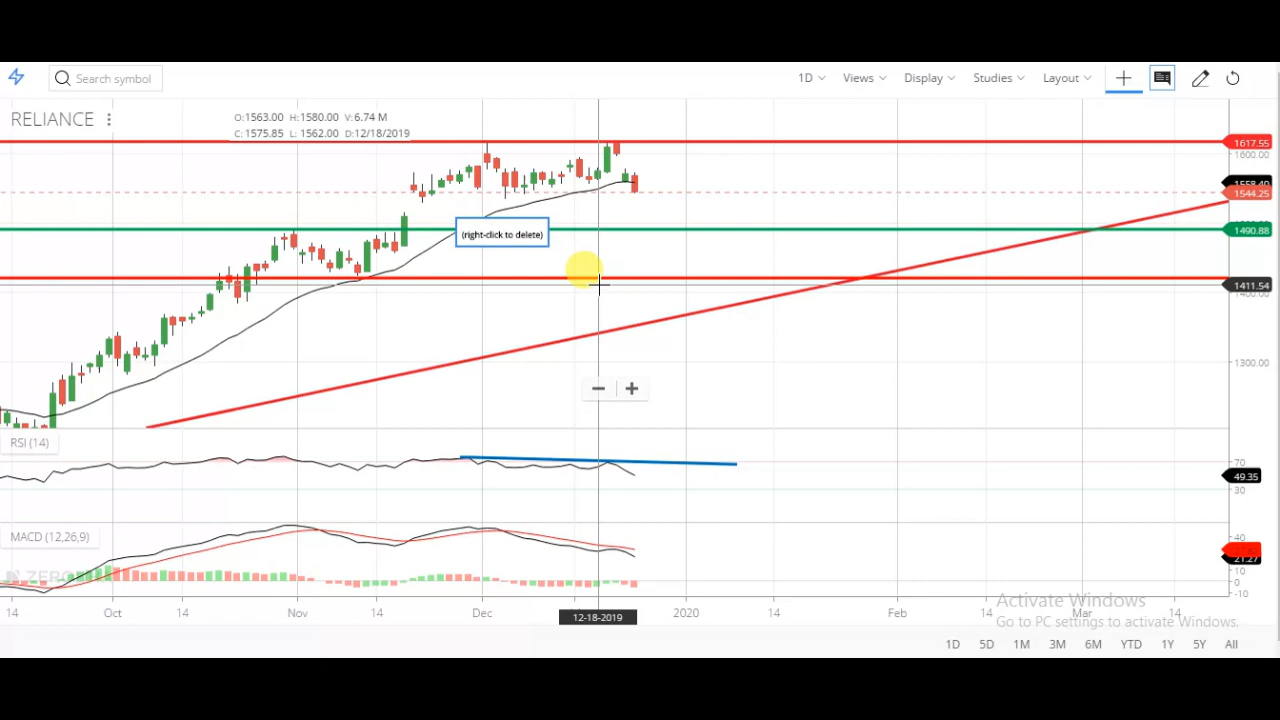 Search symbol
1D Views Display Studies Layout
RELIANCE
O:1563.00 H:1580.00 V:6.74 M
C:1575.85 L: 1562.00 D:12/18/2019
1617.55
1600.00
1544.25
(right-click to delete)
1490.88
1411.54
1300.00
RSI (14)
70
49.35
30
MACD (12,26,9)
40
21.27
10
0
-10
14 Oct 14 Nov 14 Dec 12-18-2019 2020 14 Feb 14 Mar 14
Activate Windows
Go to PC settings to activate Windows.
1D 5D 1M 3M 6M YTD 1Y 5Y All